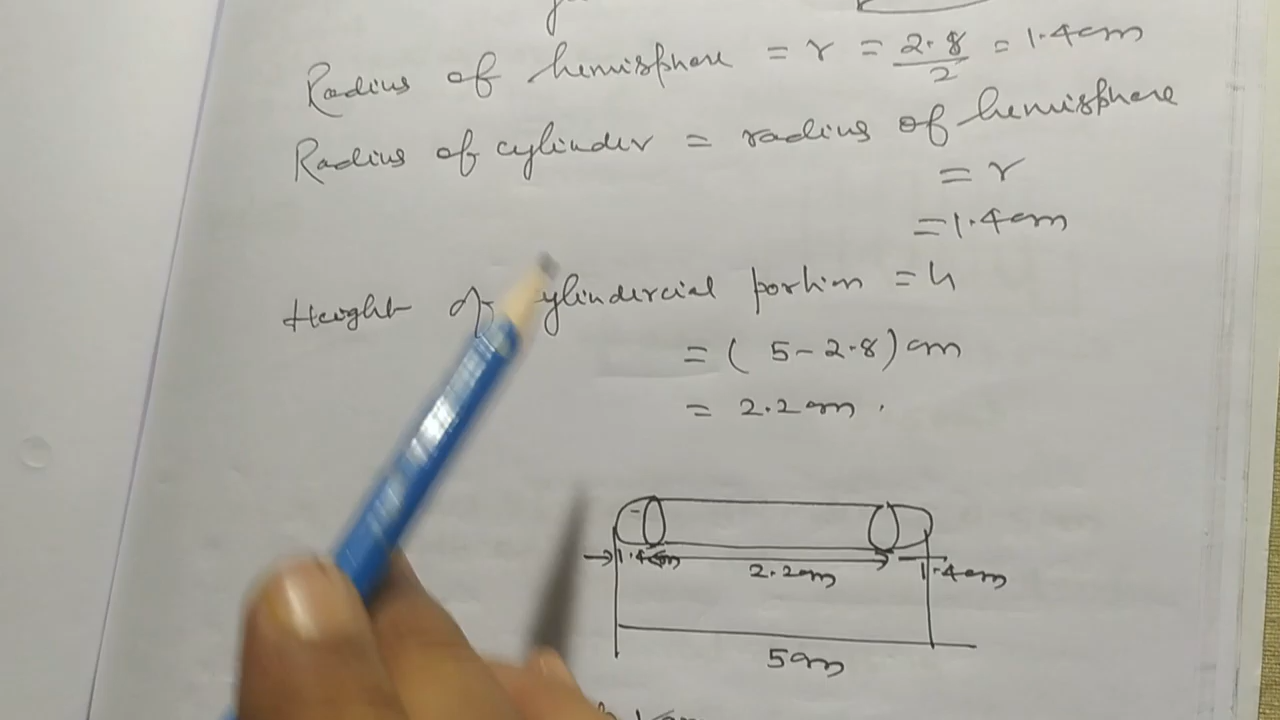 Radius of hemisphere = r = 2.8/2 = 1.4cm
Radius of cylinder = radius of hemisphere
= r
= 1.4cm
Height of cylindercial portion = h
= ( 5 - 2.8) cm
= 2.2cm .
1.4cm 2.2cm 1.4cm
5cm